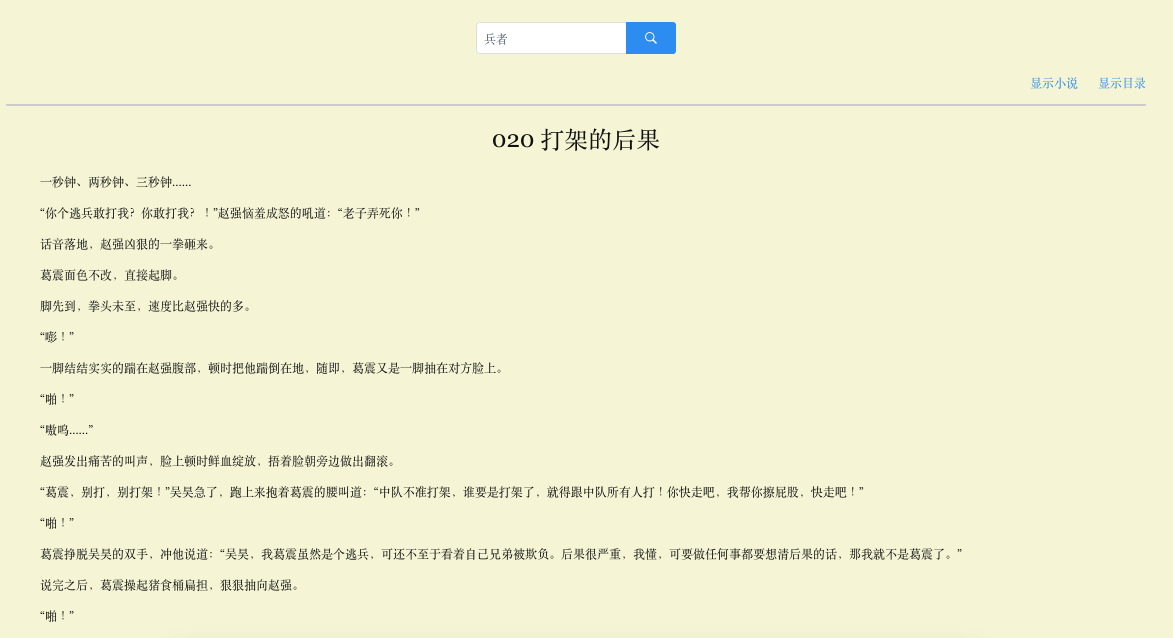 兵者
显示小说 显示目录
020 打架的后果
一秒钟、两秒钟、三秒钟……
“你个逃兵敢打我？你敢打我？！”赵强恼羞成怒的吼道：“老子弄死你！”
话音落地，赵强凶狠的一拳砸来。
葛震面色不改，直接起脚。
脚先到，拳头未至，速度比赵强快的多。
“嘭！”
一脚结结实实的踹在赵强腹部，顿时把他踹倒在地，随即，葛震又是一脚抽在对方脸上。
“啪！”
“嗷呜……”
赵强发出痛苦的叫声，脸上顿时鲜血绽放，捂着脸朝旁边做出翻滚。
“葛震，别打，别打架！”吴昊急了，跑上来抱着葛震的腰叫道：“中队不准打架，谁要是打架了，就得跟中队所有人打！你快走吧，我帮你擦屁股，快走吧！”
“啪！”
葛震挣脱吴昊的双手，冲他说道：“吴昊，我葛震虽然是个逃兵，可还不至于看着自己兄弟被欺负。后果很严重，我懂，可要做任何事都要想清后果的话，那我就不是葛震了。”
说完之后，葛震操起猪食桶扁担，狠狠抽向赵强。
“啪！”